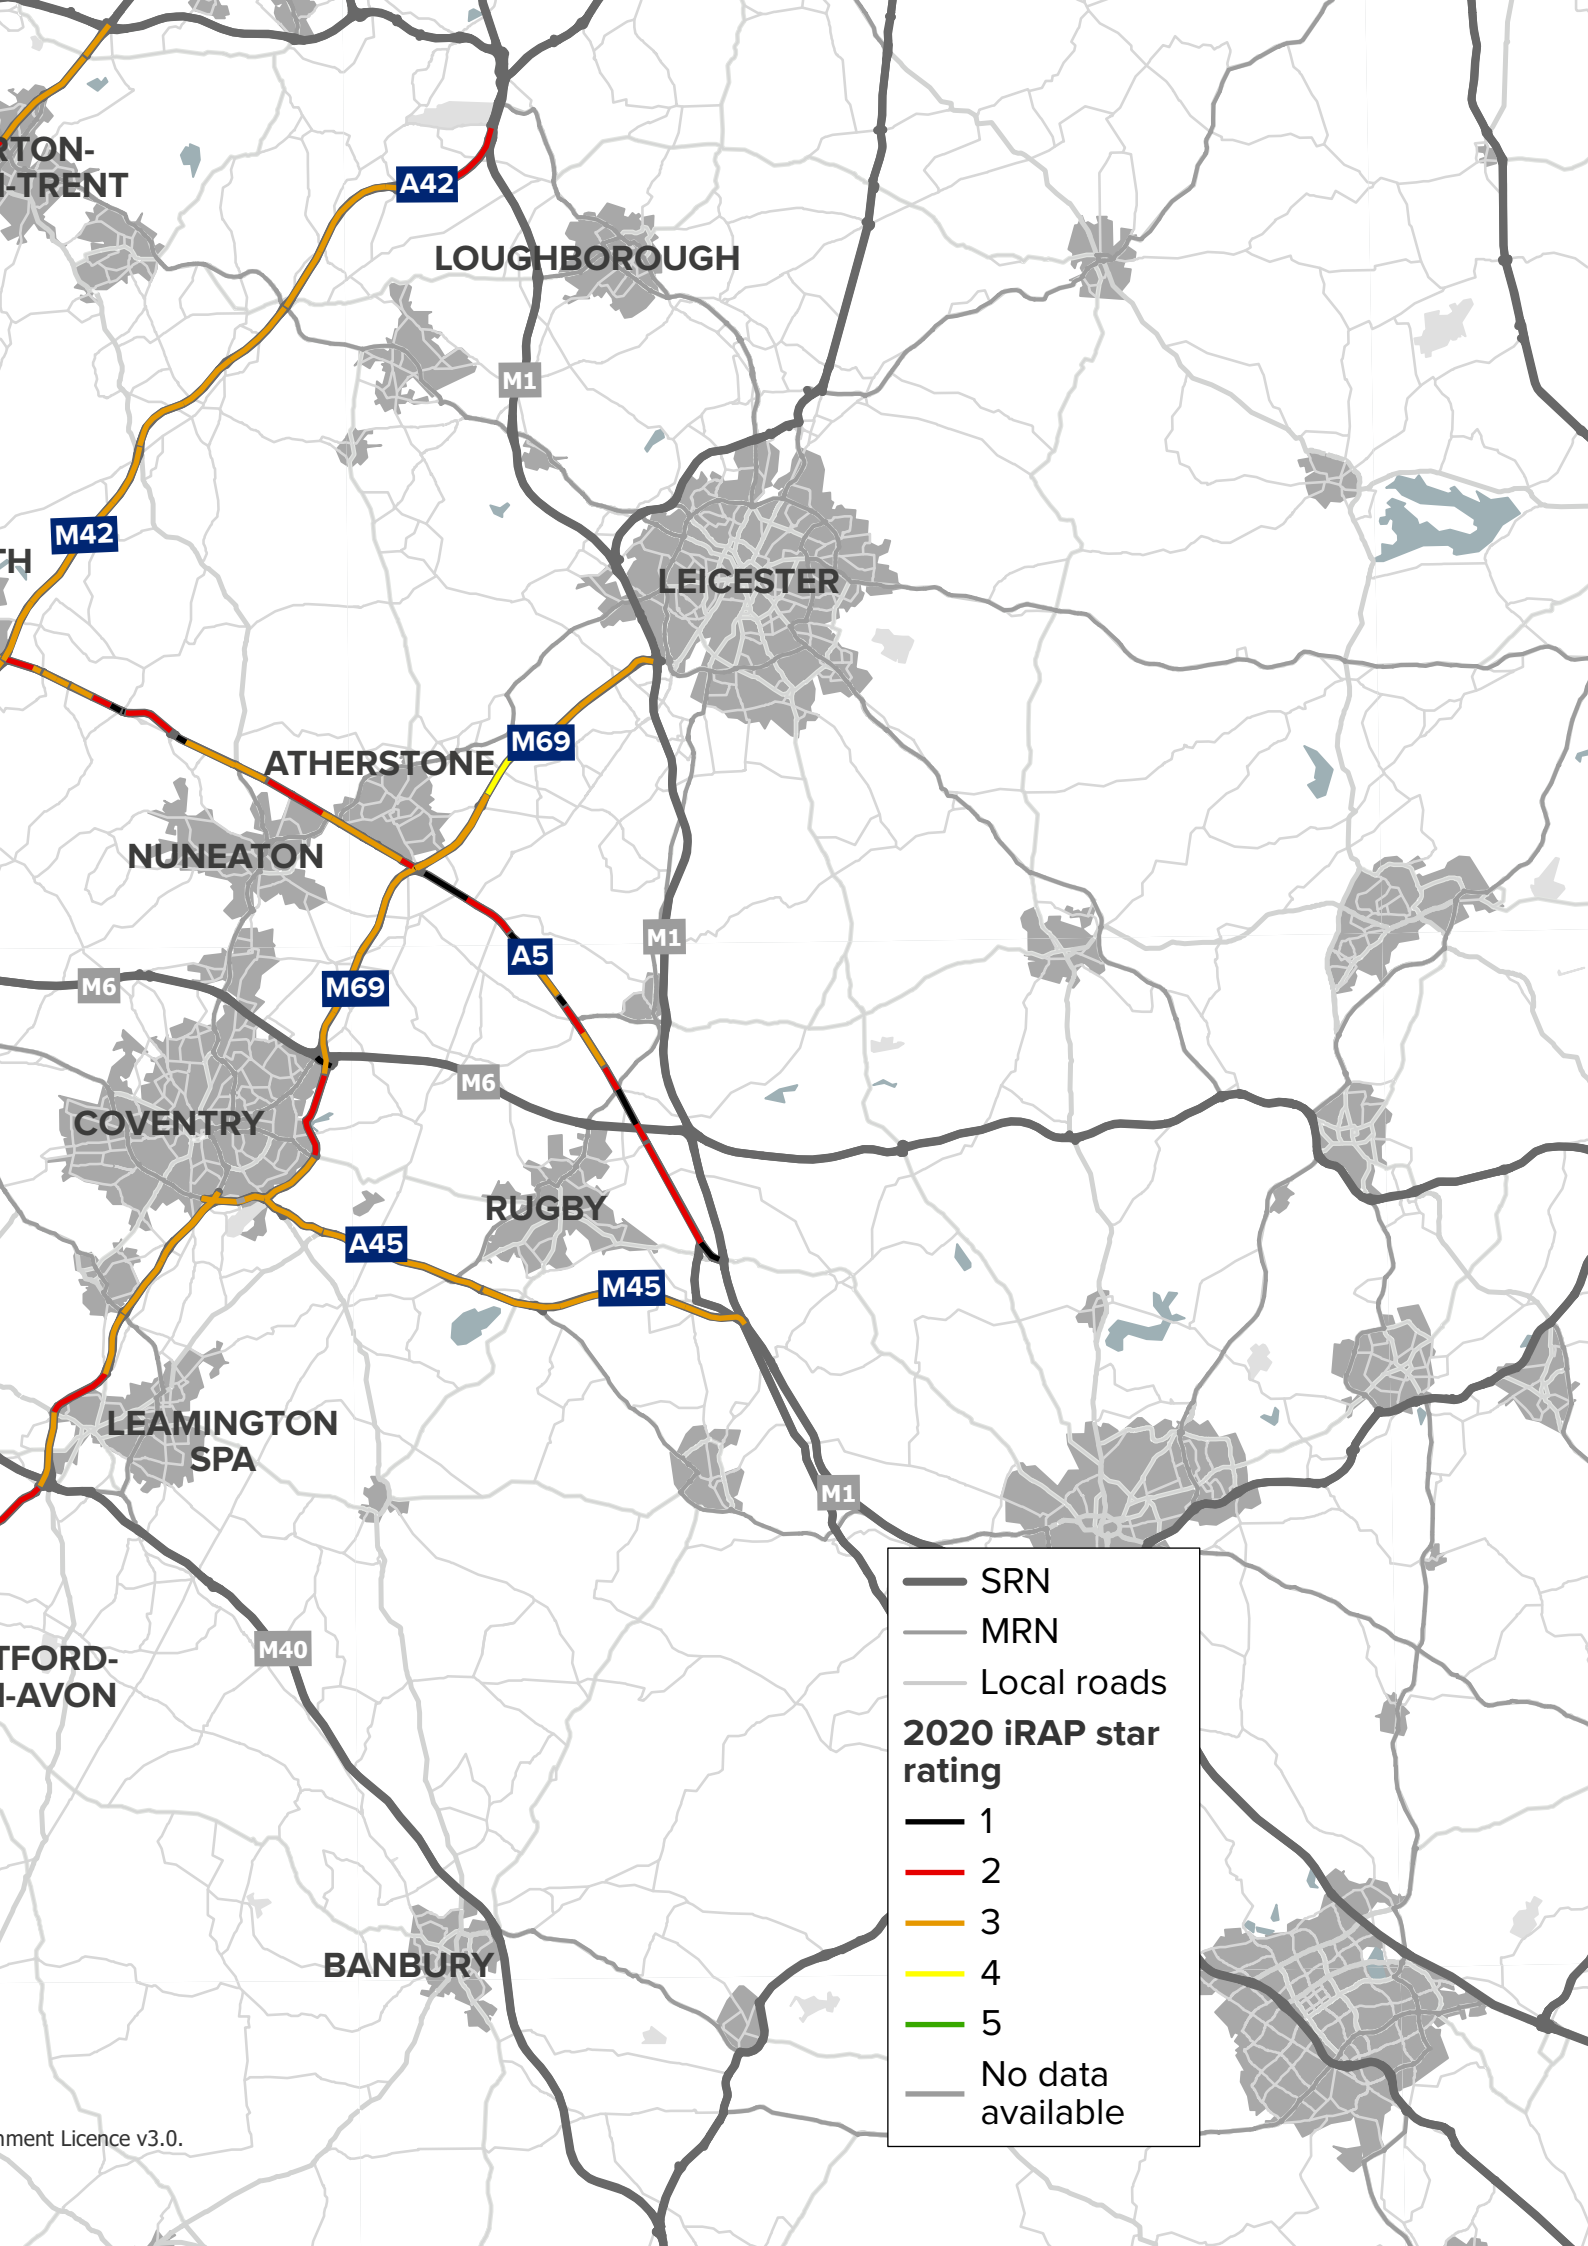 RTON-
I-TRENT
A42
LOUGHBOROUGH
M1
M42
TH
LEICESTER
M69
ATHERSTONE
NUNEATON
M1
A5
M6
M69
M6
COVENTRY
RUGBY
A45
M45
LEAMINGTON
SPA
M1
SRN
MRN
M40
TFORD-
I-AVON
Local roads
2020 iRAP star
rating
1
2
3
4
5
No data
available
BANBURY
nment Licence v3.0.